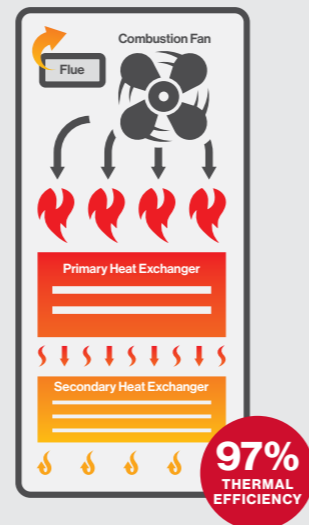 Combustion Fan
Flue
Primary Heat Exchanger
Secondary Heat Exchanger
97%
THERMAL
EFFICIENCY